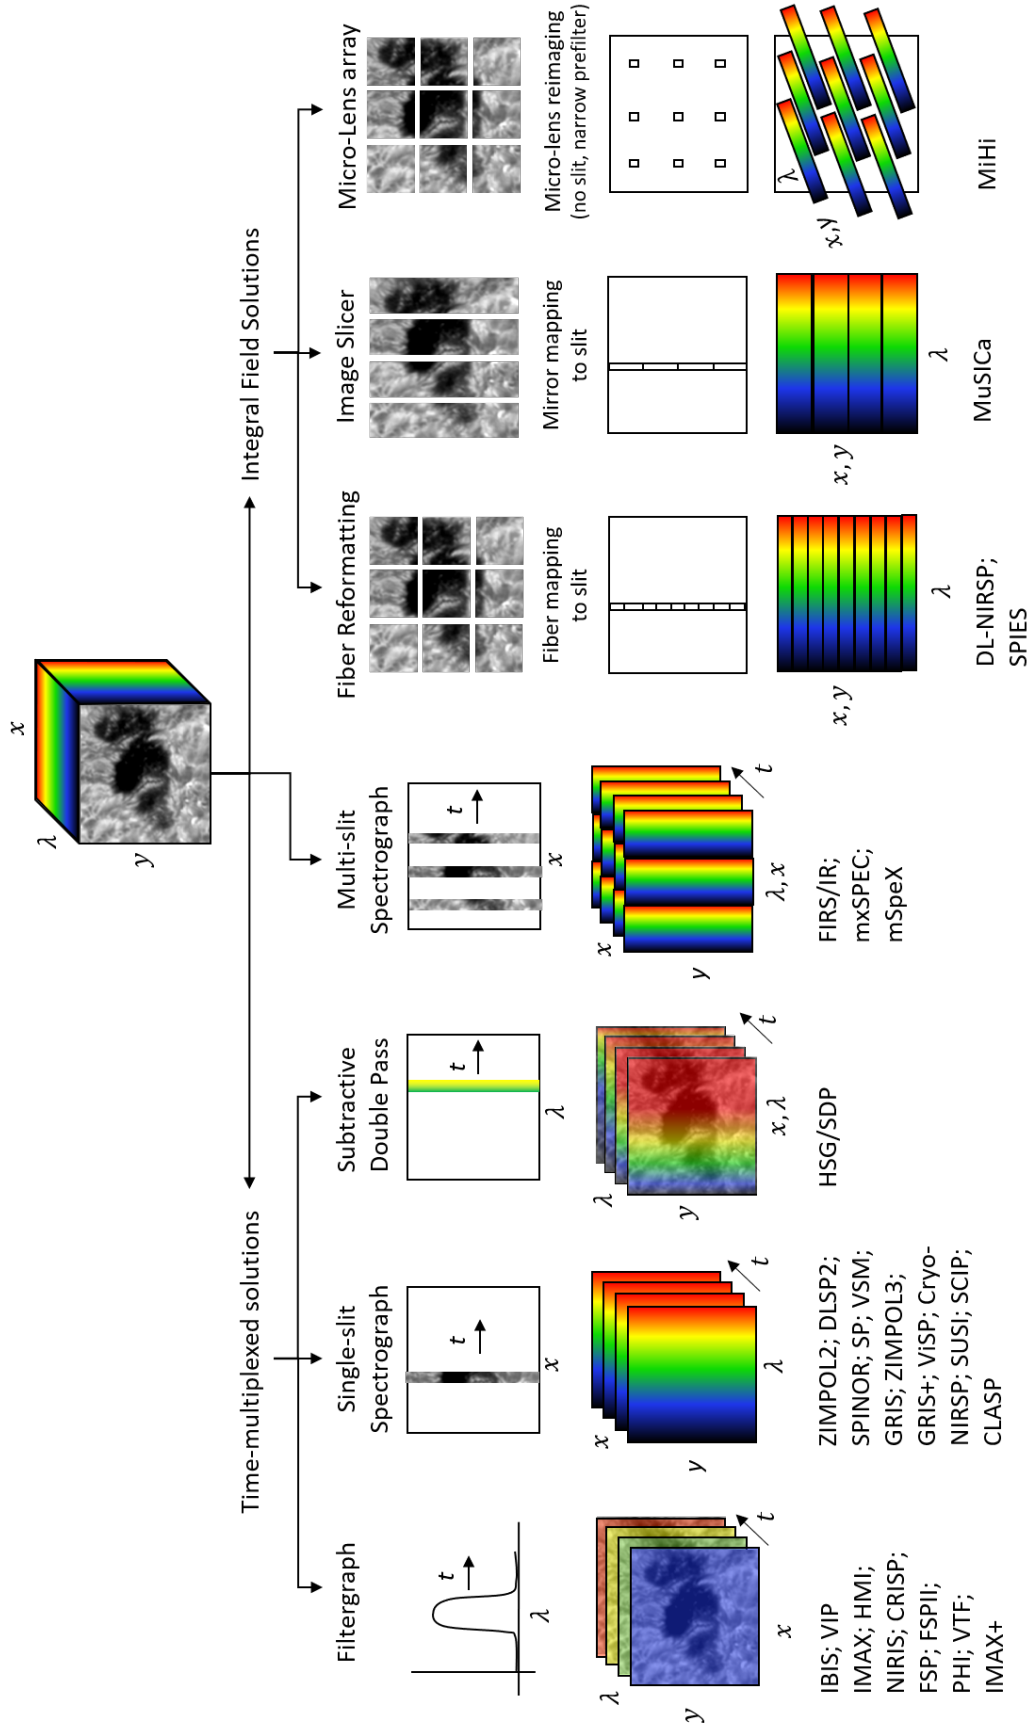 x
λ
y
Time-multiplexed solutions
Integral Field Solutions
Filtergraph
t
λ
λ
y
x
t
IBIS; VIP
IMAX; HMI;
NIRIS; CRISP;
FSP; FSPII;
PHI; VTF;
IMAX+
Single-slit
Spectrograph
t
x
x
y
λ
t
ZIMPOL2; DLSP2;
SPINOR; SP; VSM;
GRIS; ZIMPOL3;
GRIS+; ViSP; Cryo-
NIRSP; SUSI; SCIP;
CLASP
Subtractive
Double Pass
t
λ
λ
y
x, λ
t
HSG/SDP
Multi-slit
Spectrograph
t
x
x
y
λ, x
t
FIRS/IR;
mxSPEC;
mSpeX
Fiber Reformatting
Fiber mapping
to slit
x, y
λ
DL-NIRSP;
SPIES
Image Slicer
Mirror mapping
to slit
x, y
λ
MuSICa
Micro-Lens array
Micro-lens reimaging
(no slit, narrow prefilter)
λ
x,y
MiHi